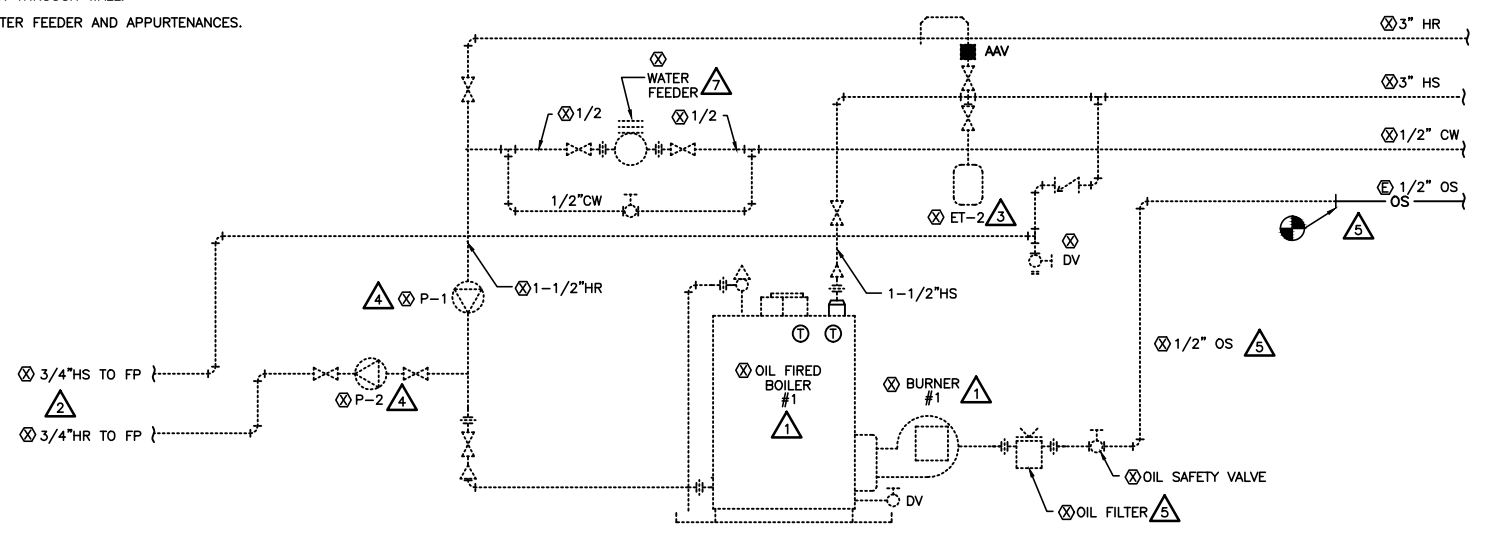 TER FEEDER AND APPURTENANCES.
X 3" HR
AAV
X
WATER
FEEDER 7
X 3" HS
X 1/2
X 1/2
X 1/2" CW
1/2"CW
E 1/2" OS
OS
X ET-2 3
X
DV
5
X 1-1/2"HR
4 X P-1
1-1/2"HS
T T
X 1/2" OS 5
X 3/4"HS TO FP
2
X P-2 4
X OIL FIRED
BOILER
#1
1
X BURNER 1
#1
X 3/4"HR TO FP
X OIL SAFETY VALVE
DV
X OIL FILTER 5